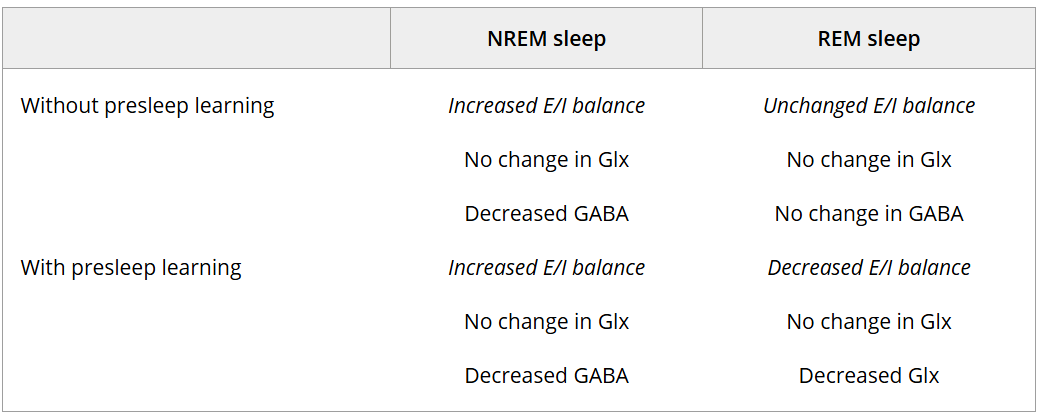 NREM sleep REM sleep
Without presleep learning Increased E/I balance Unchanged E/I balance
No change in Glx No change in Glx
Decreased GABA No change in GABA
With presleep learning Increased E/I balance Decreased E/I balance
No change in Glx No change in Glx
Decreased GABA Decreased Glx